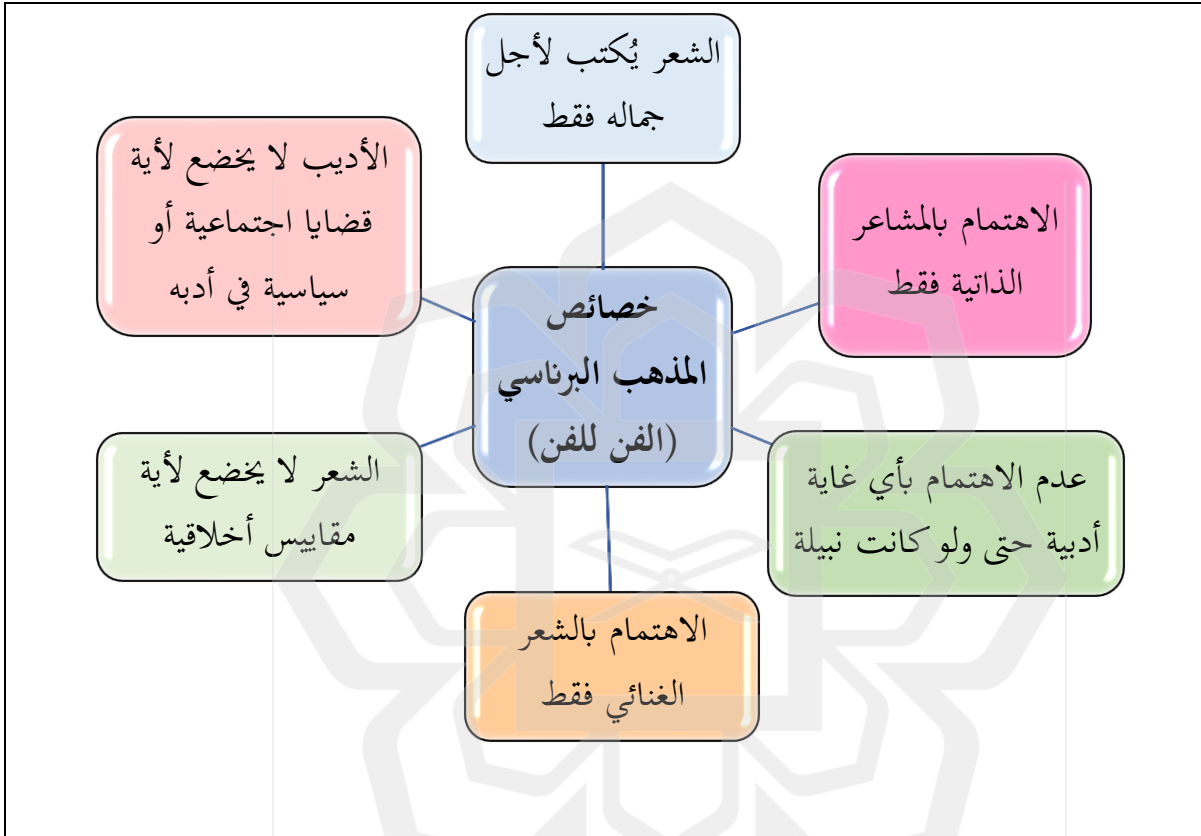 الشعر يُكتب لأجل
جماله فقط
الاهتمام بالمشاعر
الذاتية فقط
عدم الاهتمام بأي غاية
أدبية حتى ولو كانت نبيلة
الاهتمام بالشعر
الغنائي فقط
الشعر لا يخضع لأية
مقاييس أخلاقية
الأديب لا يخضع لأية
قضايا اجتماعية أو
سياسية في أدبه
خصائص
المذهب البرناسي
(الفن للفن)